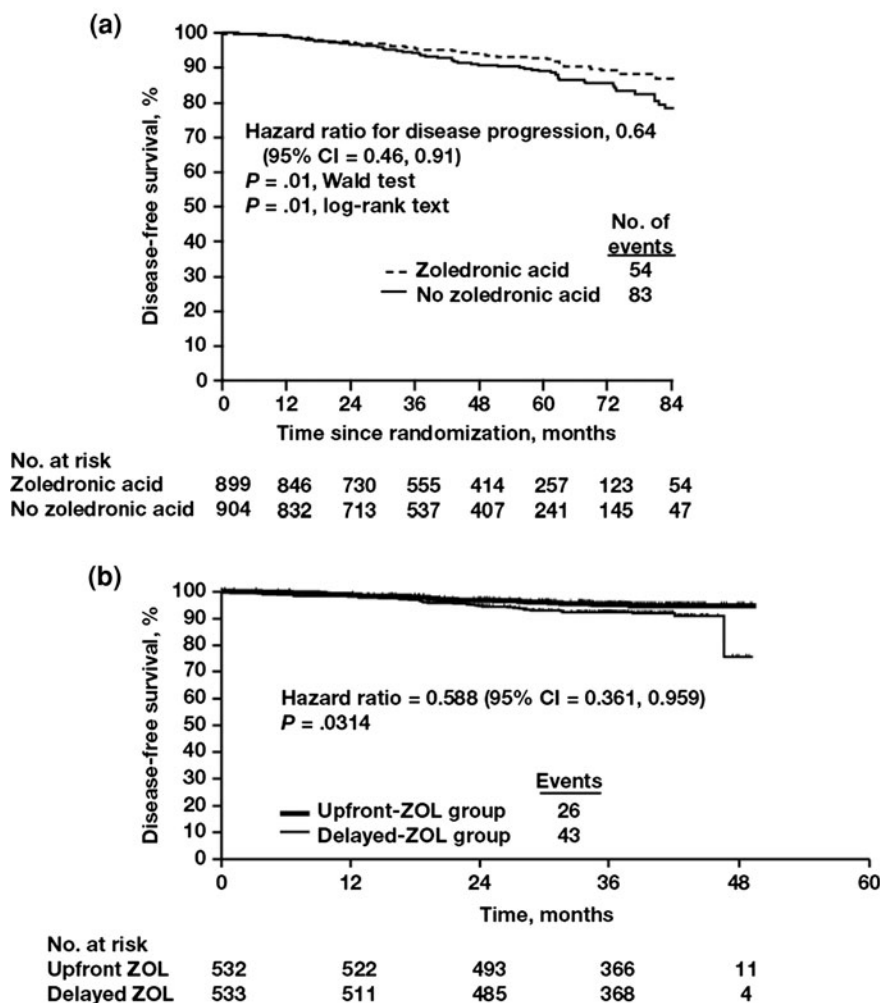 (a)
100
90
80
70
60
50
40
30
20
10
0
Disease-free survival, %
Hazard ratio for disease progression, 0.64
(95% CI = 0.46, 0.91)
P = .01, Wald test
P = .01, log-rank text
No. of
events
Zoledronic acid 54
No zoledronic acid 83
0 12 24 36 48 60 72 84
Time since randomization, months
No. at risk
Zoledronic acid 899 846 730 555 414 257 123 54
No zoledronic acid 904 832 713 537 407 241 145 47
(b)
100
90
80
70
60
50
40
30
20
10
0
Disease-free survival, %
Hazard ratio = 0.588 (95% CI = 0.361, 0.959)
P = .0314
Events
Upfront-ZOL group 26
Delayed-ZOL group 43
0 12 24 36 48 60
Time, months
No. at risk
Upfront ZOL 532 522 493 366 11
Delayed ZOL 533 511 485 368 4